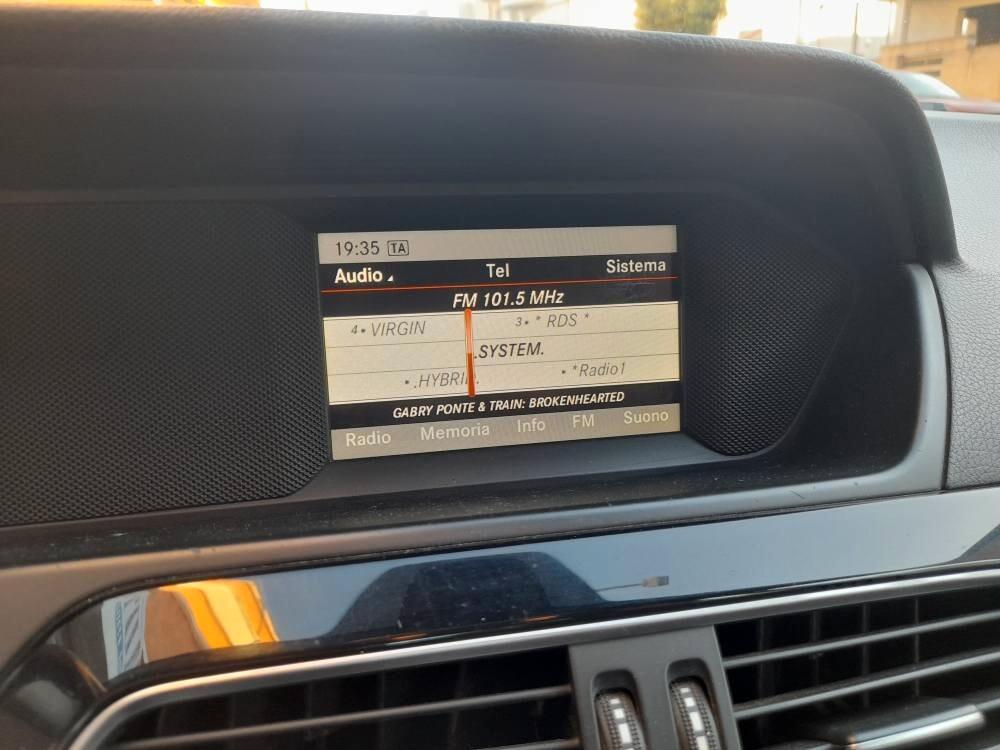 19:35 TA
Audio Tel Sistema
FM 101.5 MHz
4• VIRGIN 3• * RDS *
.SYSTEM.
• .HYBRID. • *Radio1
GABRY PONTE & TRAIN: BROKENHEARTED
Radio Memoria Info FM Suono